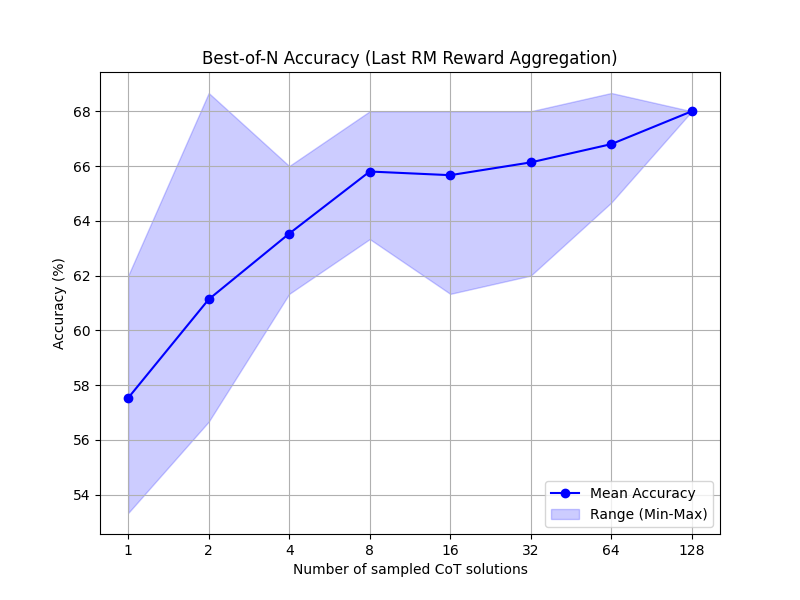 Best-of-N Accuracy (Last RM Reward Aggregation)
Accuracy (%)
68
66
64
62
60
58
56
54
Mean Accuracy
Range (Min-Max)
1 2 4 8 16 32 64 128
Number of sampled CoT solutions